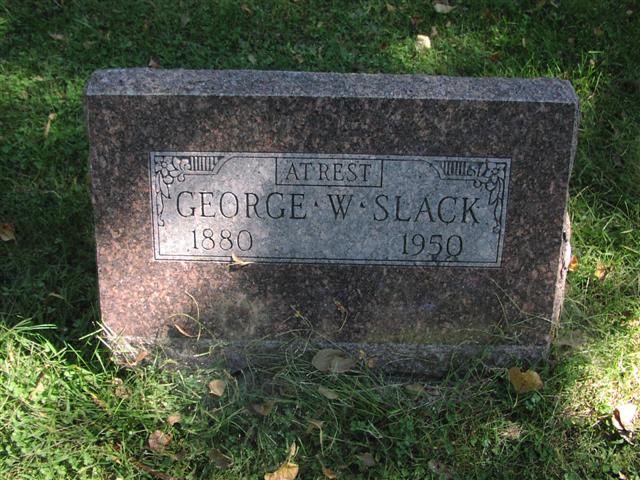 AT REST
GEORGE · W · SLACK
1880 1950